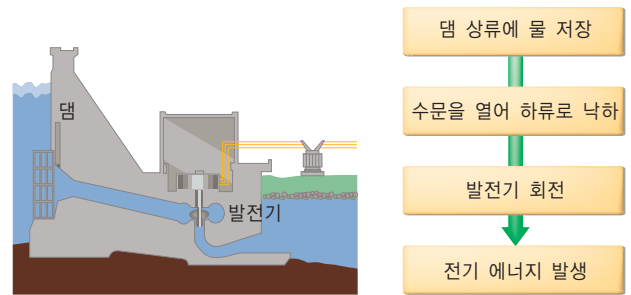 댐
발전기
댐 상류에 물 저장
수문을 열어 하류로 낙하
발전기 회전
전기 에너지 발생